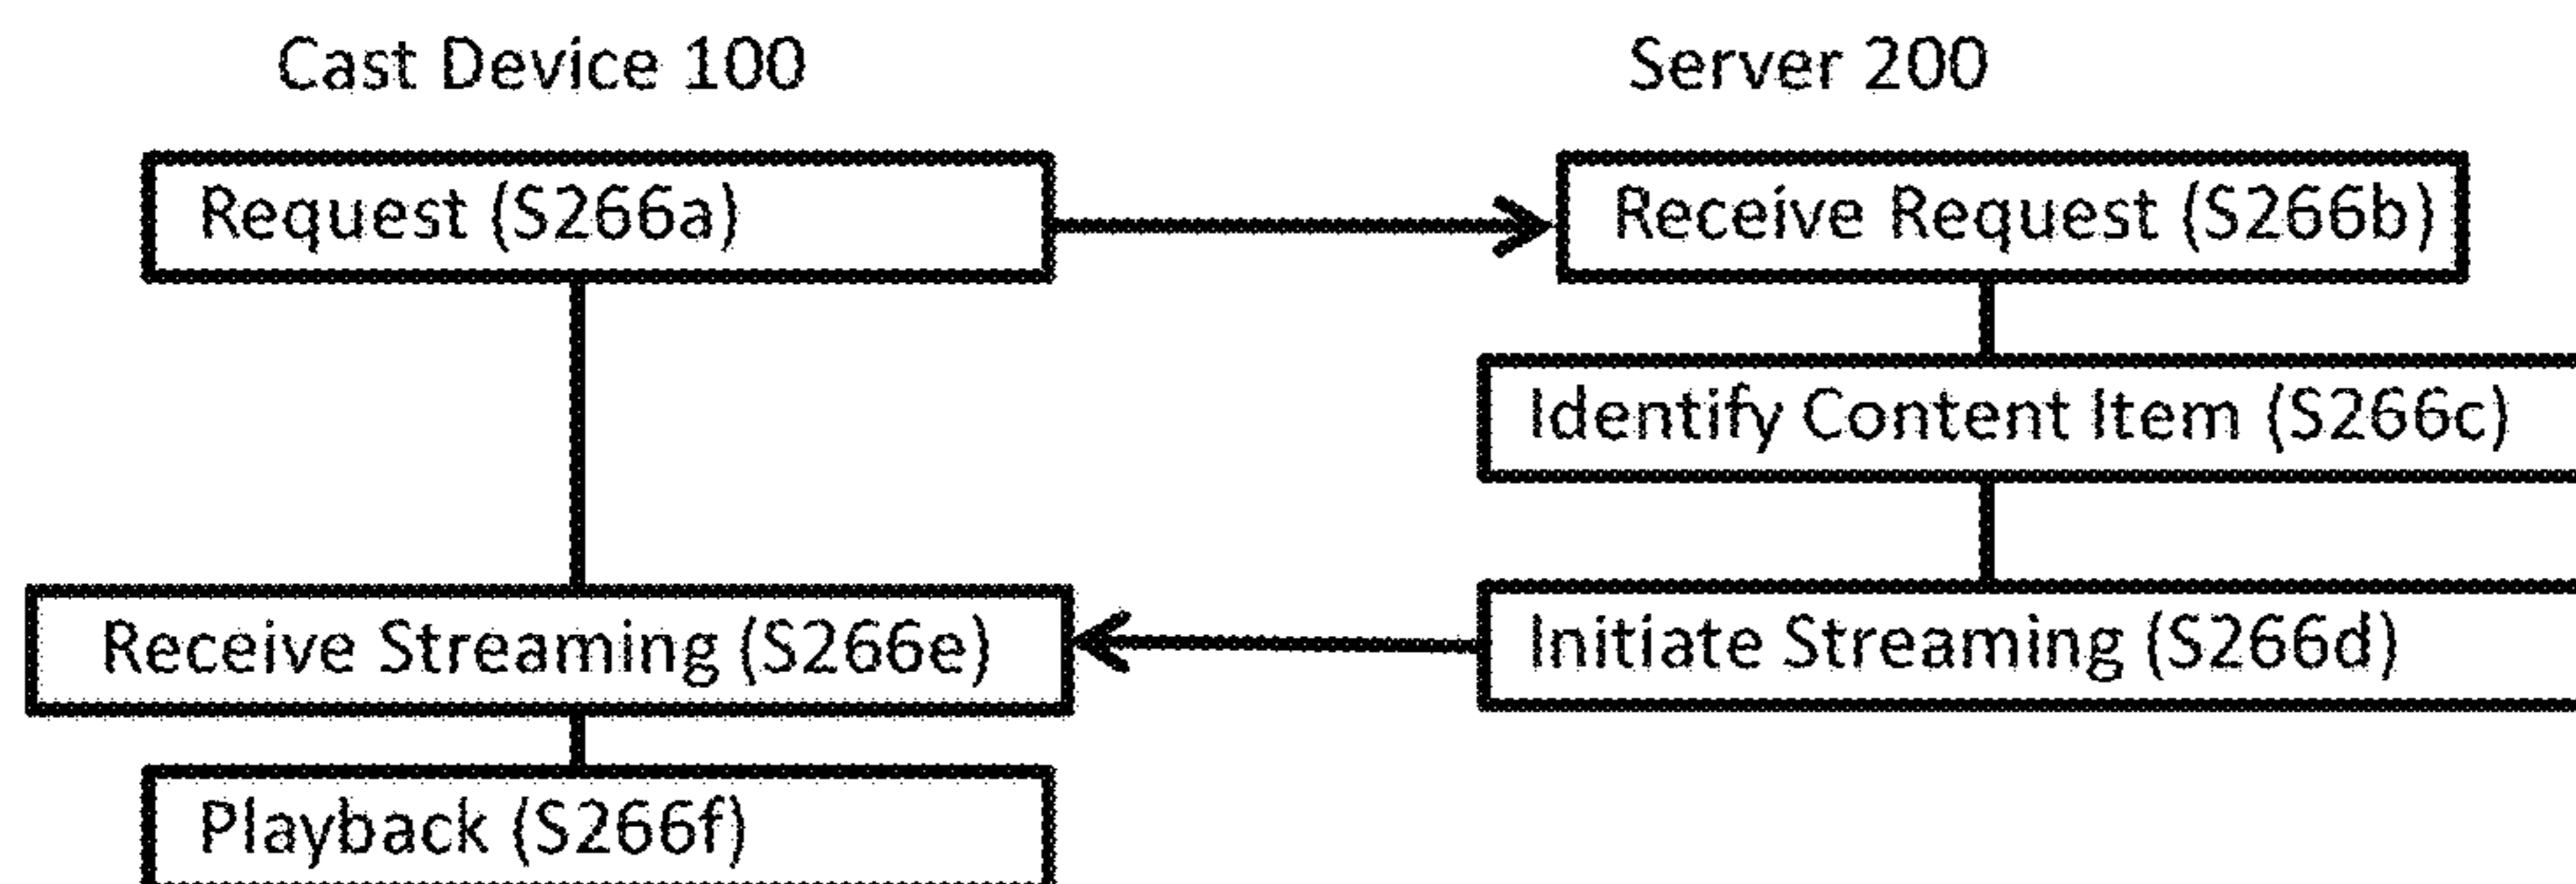 Cast Device 100
Server 200
Request (S266a)
Receive Request (S266b)
Identify Content Item (S266c)
Receive Streaming (S266e)
Initiate Streaming (S266d)
Playback (S266f)